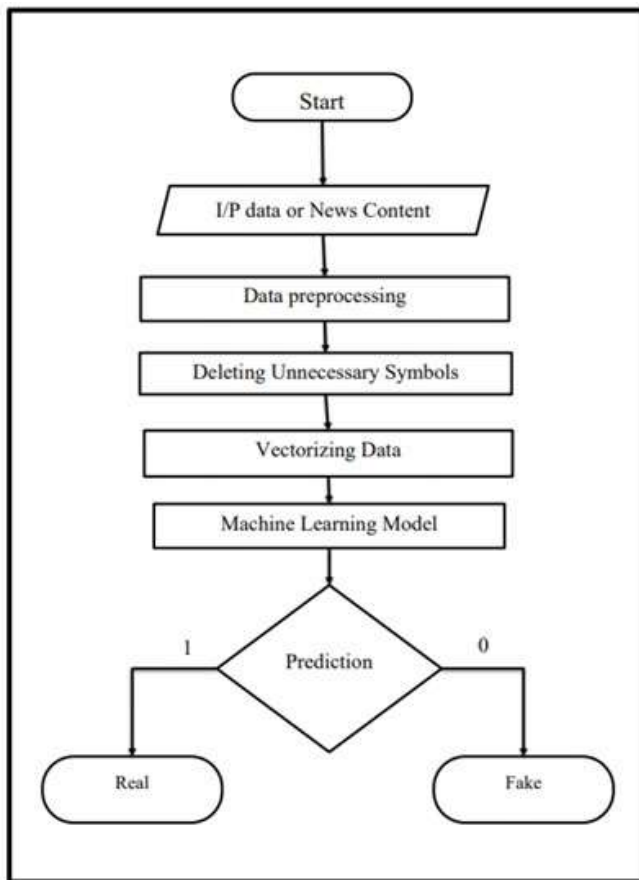 Start
I/P data or News Content
Data preprocessing
Deleting Unnecessary Symbols
Vectorizing Data
Machine Learning Model
Prediction
1
0
Real
Fake